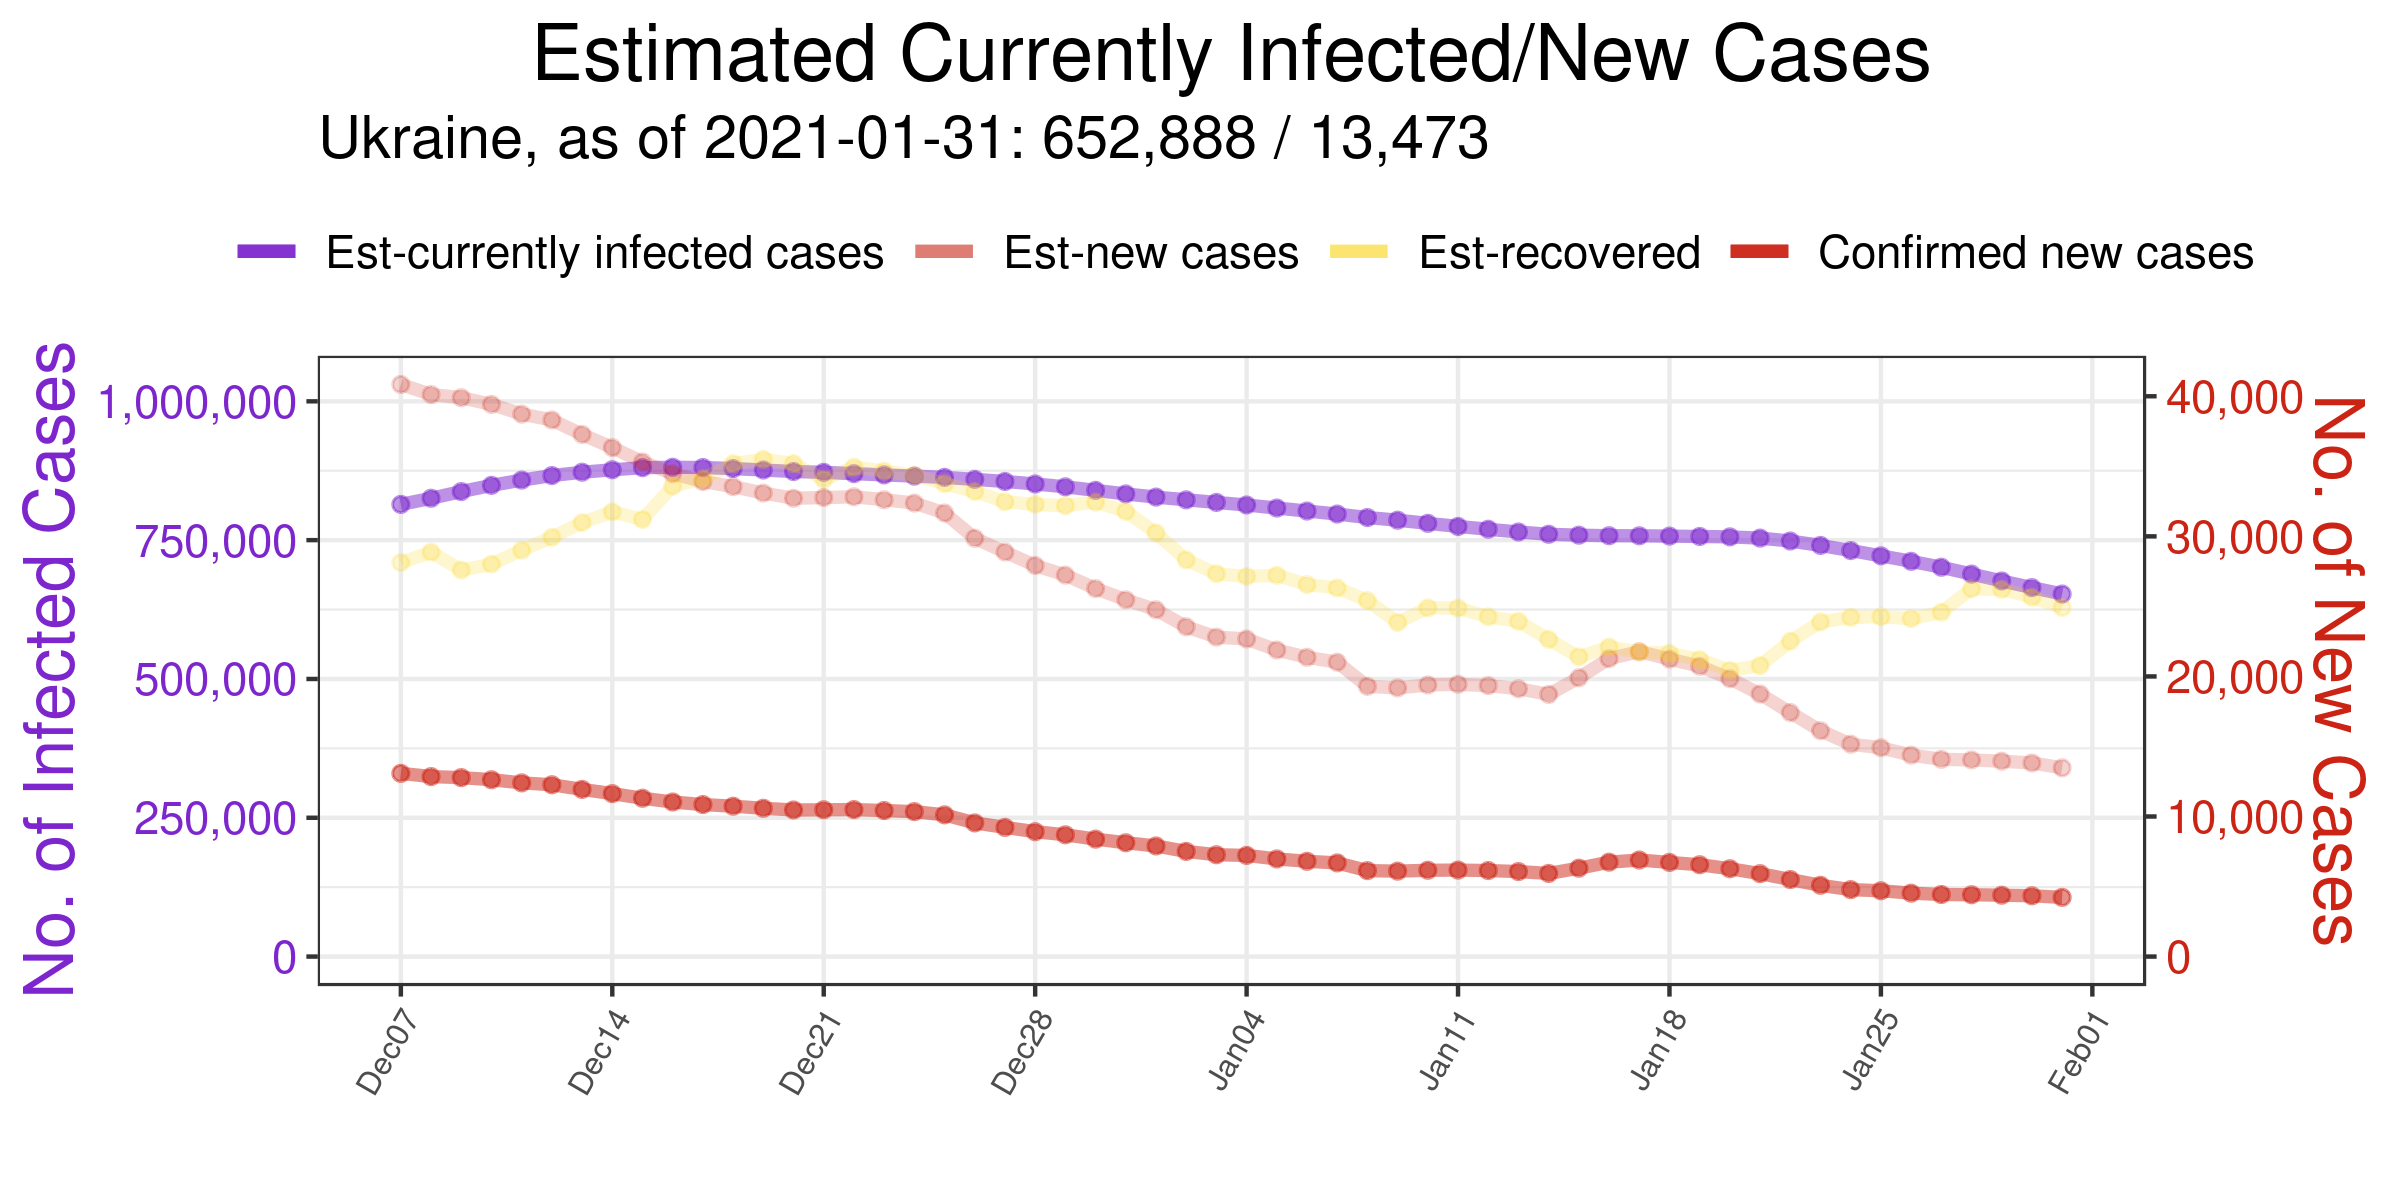 Estimated Currently Infected/New Cases
Ukraine, as of 2021-01-31: 652,888 / 13,473
Est-currently infected cases Est-new cases Est-recovered Confirmed new cases
No. of Infected Cases
1,000,000
750,000
500,000
250,000
0
40,000
30,000
20,000
10,000
0
No. of New Cases
Dec07 Dec14 Dec21 Dec28 Jan04 Jan11 Jan18 Jan25 Feb01